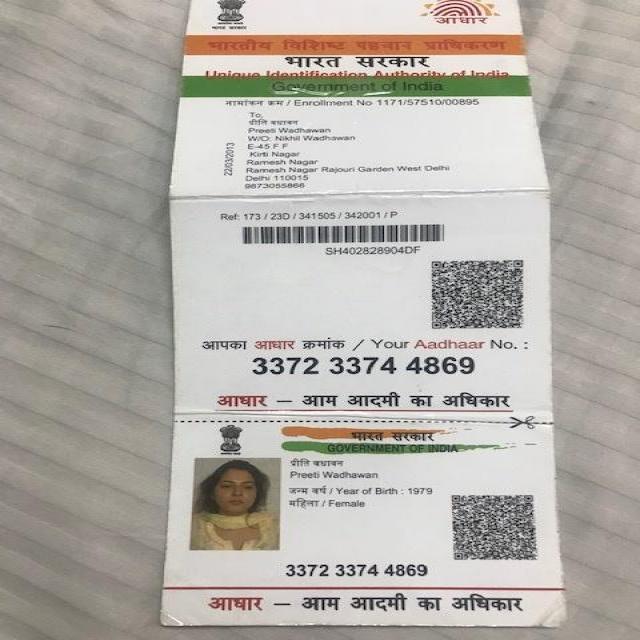 आधार
भारतीय विशिष्ट पहचान प्राधिकरण
भारत सरकार
Unique Identification Authority of India
Government of India
नामांकन क्रम / Enrollment No 1171/57510/00895
To,
प्रीति वधावन
Preeti Wadhawan
W/O: Nikhil Wadhawan
E-45 F F
Kirti Nagar
Ramesh Nagar
Ramesh Nagar Rajouri Garden West Delhi
Delhi 110015
9873055866
22/03/2013
Ref: 173 / 23D / 341505 / 342001 / P
SH402828904DF
आपका आधार क्रमांक / Your Aadhaar No. :
3372 3374 4869
आधार — आम आदमी का अधिकार
भारत सरकार
GOVERNMENT OF INDIA
प्रीति वधावन
Preeti Wadhawan
जन्म वर्ष / Year of Birth : 1979
महिला / Female
3372 3374 4869
आधार — आम आदमी का अधिकार